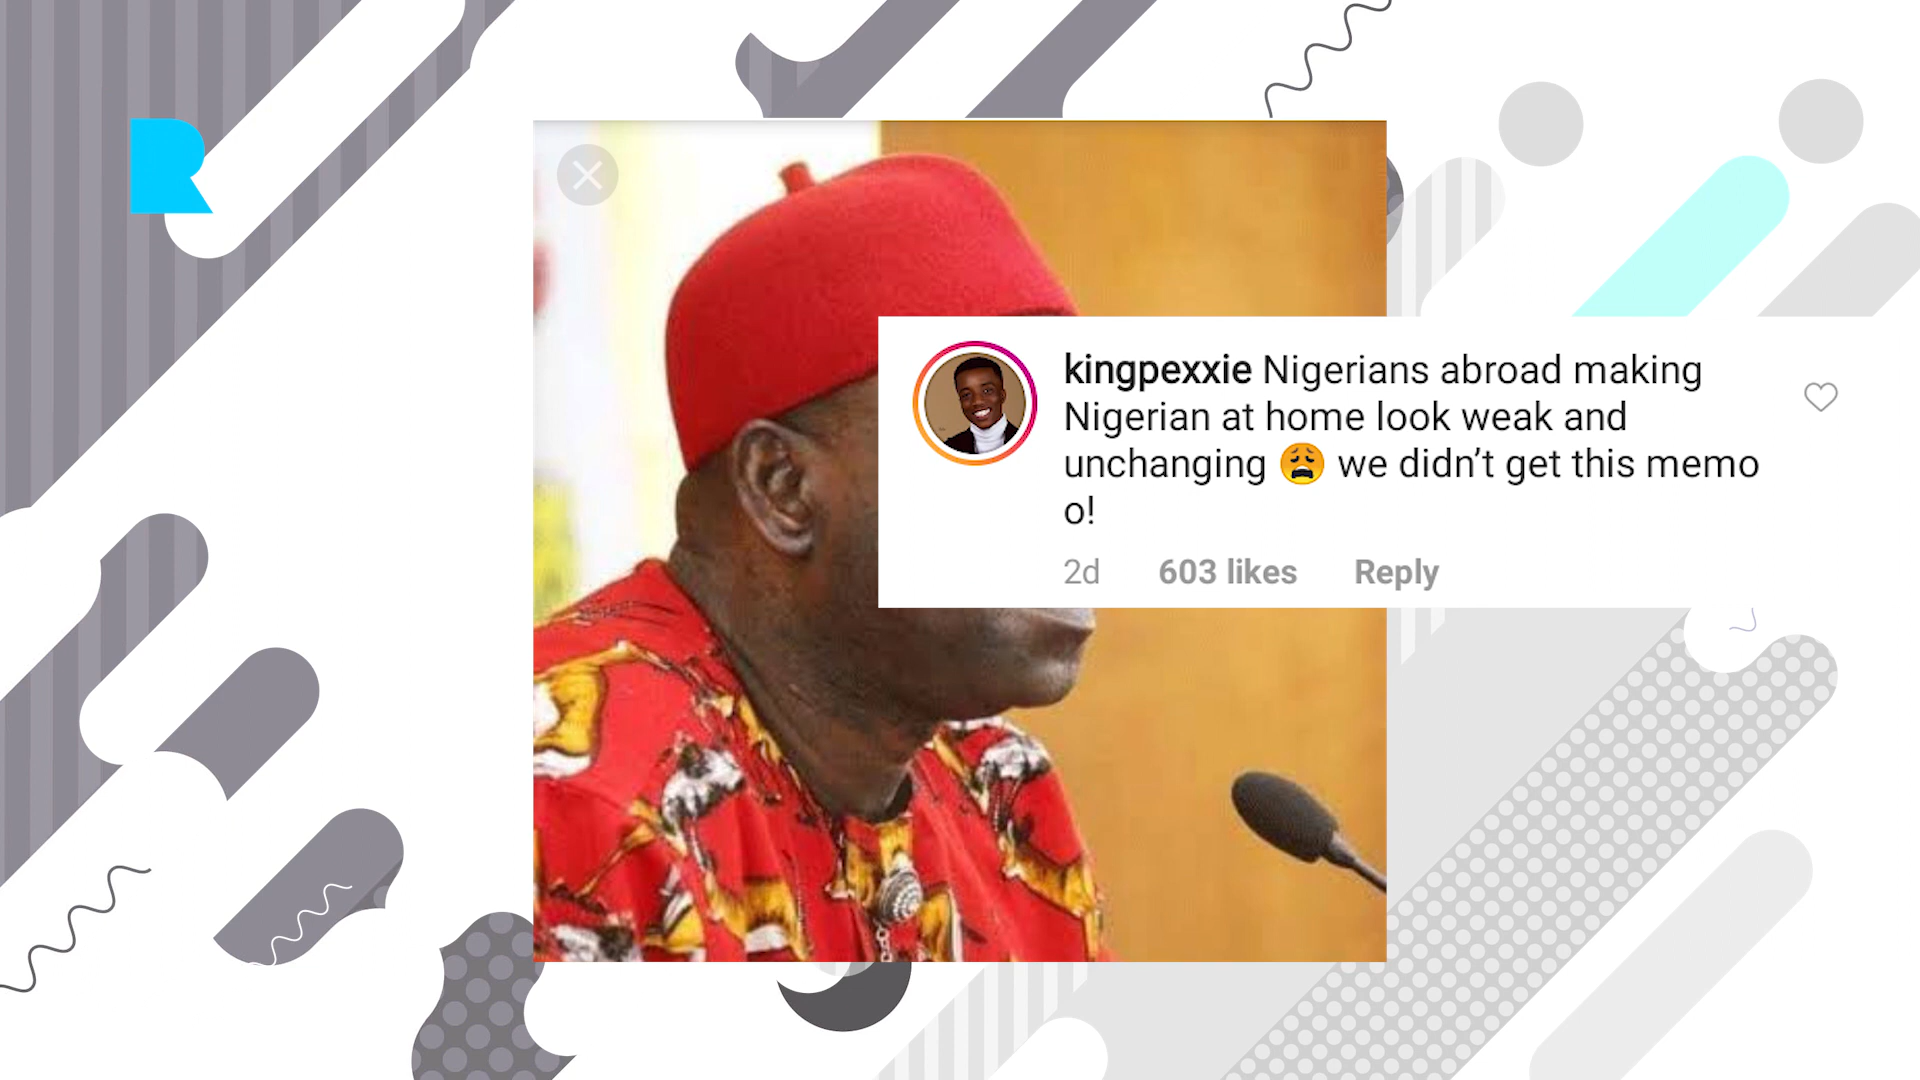 R
kingpexxie Nigerians abroad making
Nigerian at home look weak and
unchanging 😩 we didn't get this memo
o!
2d 603 likes Reply